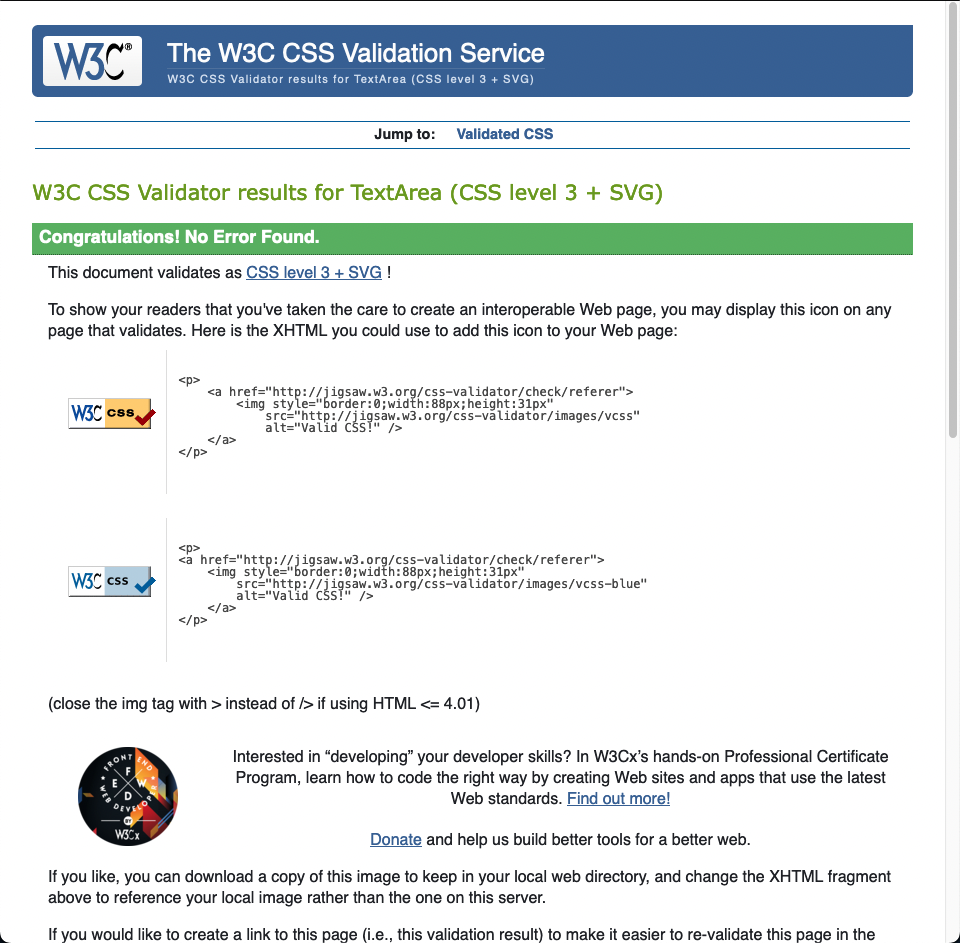 W3C®
The W3C CSS Validation Service
W3C CSS Validator results for TextArea (CSS level 3 + SVG)
Jump to: Validated CSS
W3C CSS Validator results for TextArea (CSS level 3 + SVG)
Congratulations! No Error Found.
This document validates as CSS level 3 + SVG !
To show your readers that you've taken the care to create an interoperable Web page, you may display this icon on any
page that validates. Here is the XHTML you could use to add this icon to your Web page:
W3C css
<p>
    <a href="http://jigsaw.w3.org/css-validator/check/referer">
        <img style="border:0;width:88px;height:31px"
            src="http://jigsaw.w3.org/css-validator/images/vcss"
            alt="Valid CSS!" />
    </a>
</p>
W3C css
<p>
<a href="http://jigsaw.w3.org/css-validator/check/referer">
    <img style="border:0;width:88px;height:31px"
        src="http://jigsaw.w3.org/css-validator/images/vcss-blue"
        alt="Valid CSS!" />
    </a>
</p>
(close the img tag with > instead of /> if using HTML <= 4.01)
FRONT END
F
E W
D
WEB DEVELOPER
BY
W3Cx
Interested in “developing” your developer skills? In W3Cx’s hands-on Professional Certificate
Program, learn how to code the right way by creating Web sites and apps that use the latest
Web standards. Find out more!
Donate and help us build better tools for a better web.
If you like, you can download a copy of this image to keep in your local web directory, and change the XHTML fragment
above to reference your local image rather than the one on this server.
If you would like to create a link to this page (i.e., this validation result) to make it easier to re-validate this page in the